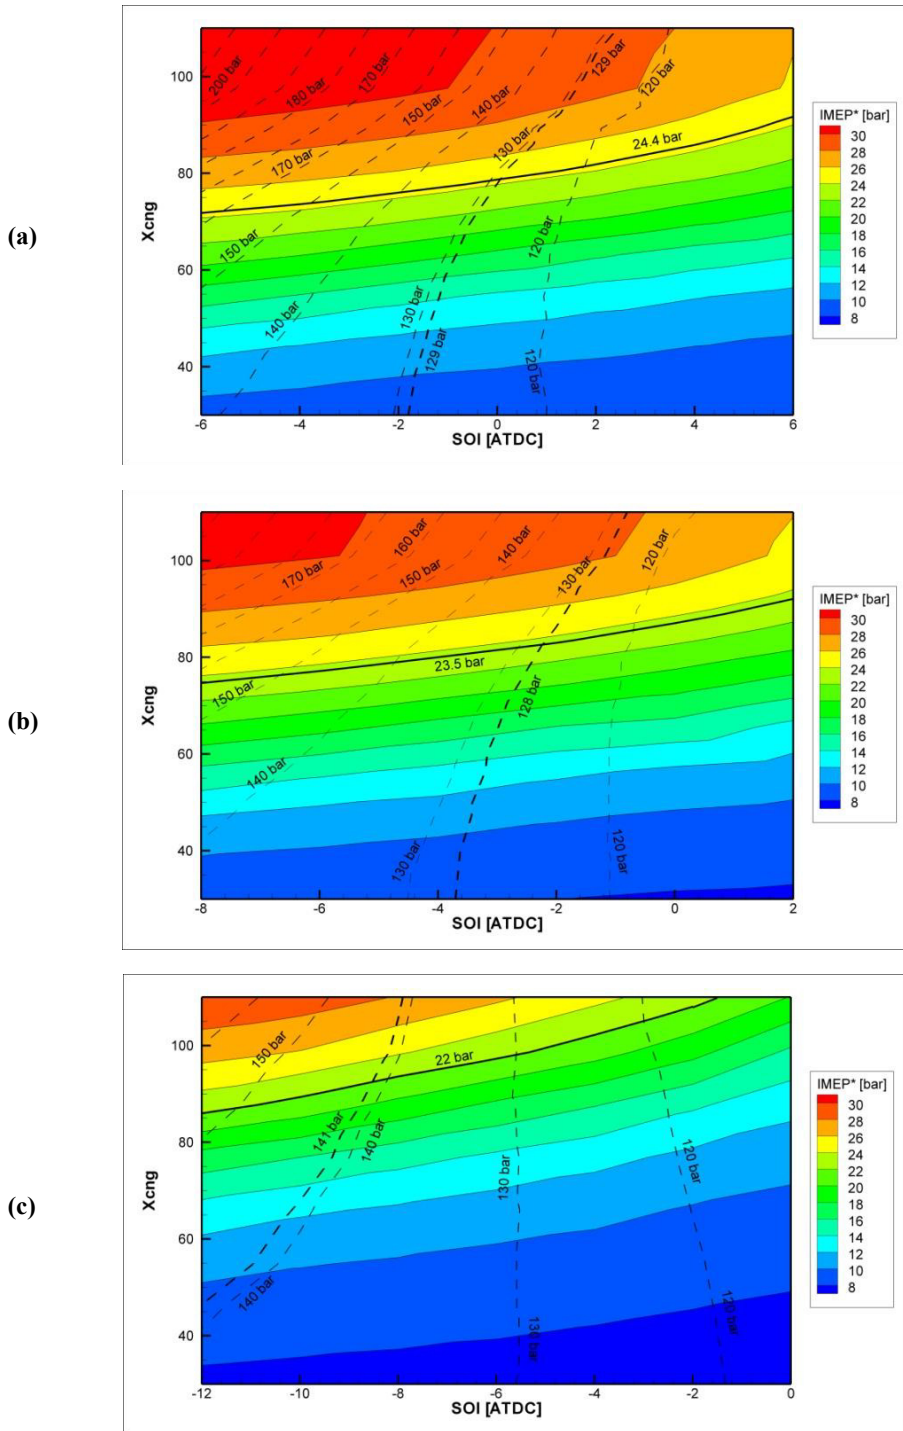 (a)
Xcng
100
80
60
40
-6
-4
-2
0
2
4
6
SOI [ATDC]
200 bar
180 bar
170 bar
150 bar
140 bar
129 bar
120 bar
130 bar
24.4 bar
170 bar
150 bar
120 bar
140 bar
130 bar
129 bar
120 bar
IMEP* [bar]
30
28
26
24
22
20
18
16
14
12
10
8
(b)
Xcng
100
80
60
40
-8
-6
-4
-2
0
2
SOI [ATDC]
170 bar
160 bar
150 bar
140 bar
130 bar
120 bar
23.5 bar
150 bar
128 bar
140 bar
130 bar
120 bar
IMEP* [bar]
30
28
26
24
22
20
18
16
14
12
10
8
(c)
Xcng
100
80
60
40
-12
-10
-8
-6
-4
-2
0
SOI [ATDC]
150 bar
22 bar
141 bar
140 bar
130 bar
120 bar
140 bar
130 bar
120 bar
IMEP* [bar]
30
28
26
24
22
20
18
16
14
12
10
8